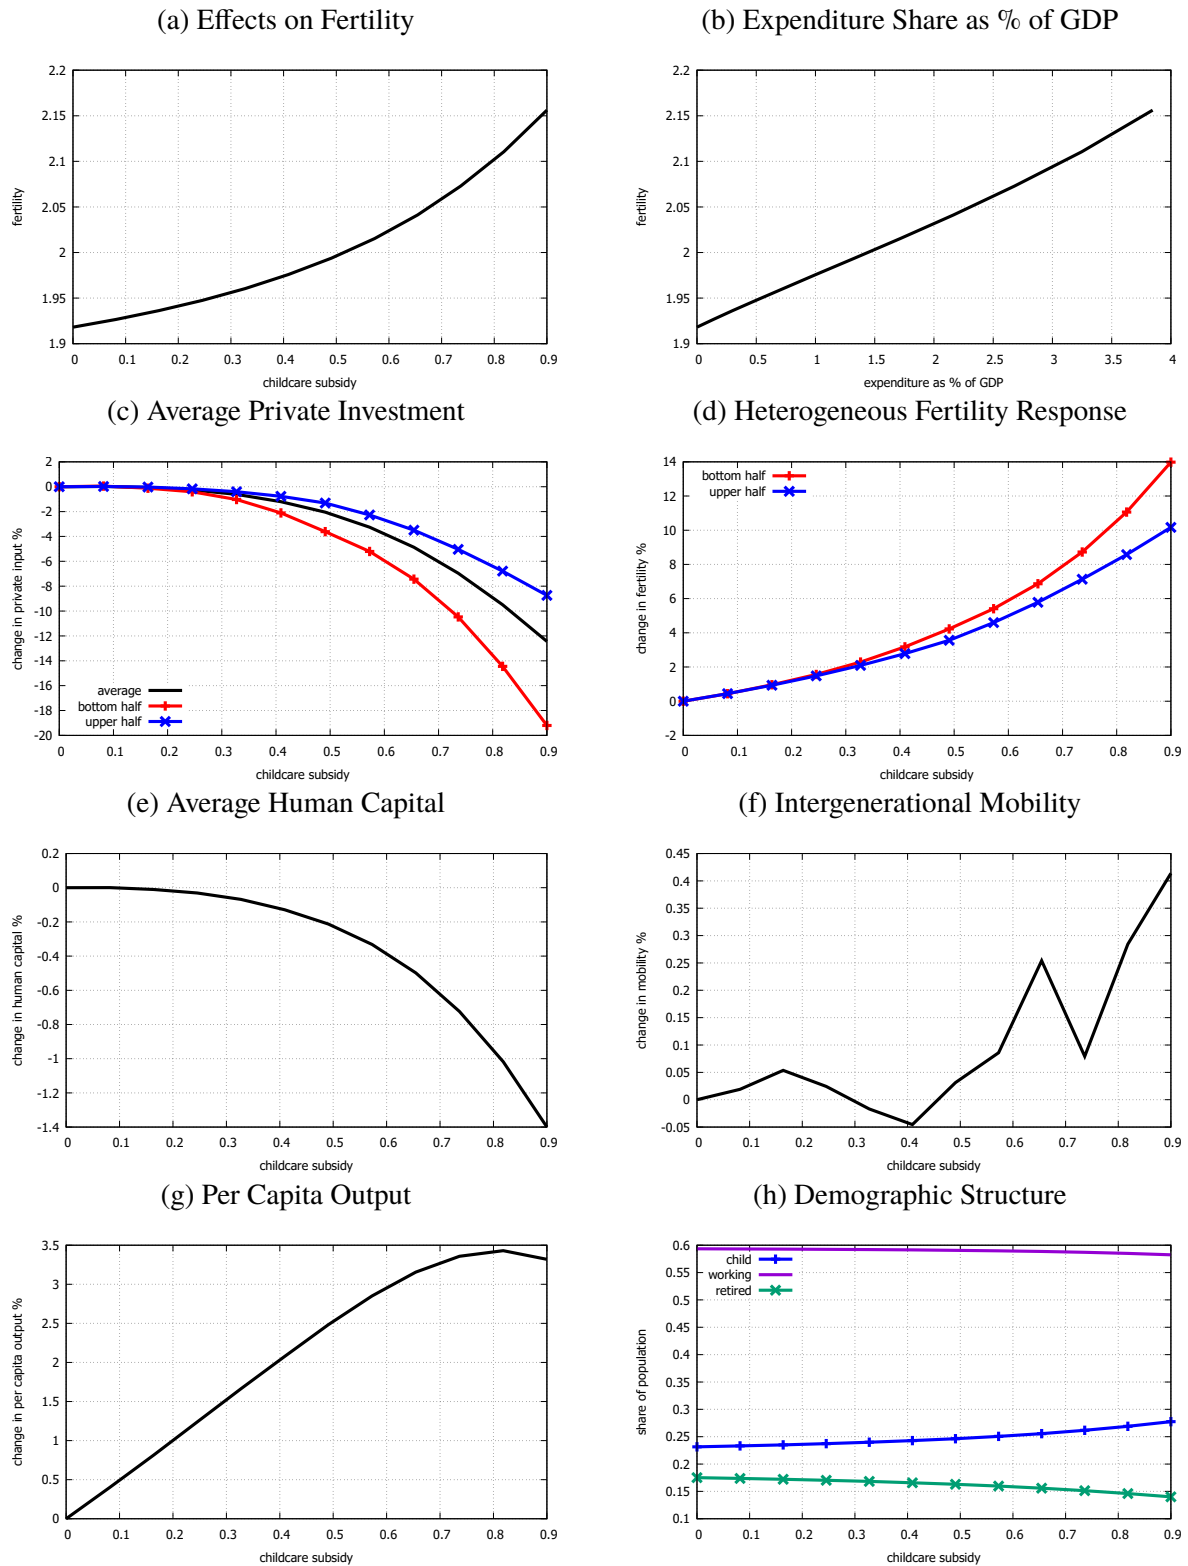 (a) Effects on Fertility
2.2
2.15
2.1
2.05
2
1.95
1.9
fertility
0 0.1 0.2 0.3 0.4 0.5 0.6 0.7 0.8 0.9
childcare subsidy
(b) Expenditure Share as % of GDP
2.2
2.15
2.1
2.05
2
1.95
1.9
fertility
0 0.5 1 1.5 2 2.5 3 3.5 4
expenditure as % of GDP
(c) Average Private Investment
2
0
-2
-4
-6
-8
-10
-12
-14
-16
-18
-20
change in private input %
average
bottom half
upper half
0 0.1 0.2 0.3 0.4 0.5 0.6 0.7 0.8 0.9
childcare subsidy
(d) Heterogeneous Fertility Response
14
12
10
8
6
4
2
0
-2
change in fertility %
bottom half
upper half
0 0.1 0.2 0.3 0.4 0.5 0.6 0.7 0.8 0.9
childcare subsidy
(e) Average Human Capital
0.2
0
-0.2
-0.4
-0.6
-0.8
-1
-1.2
-1.4
change in human capital %
0 0.1 0.2 0.3 0.4 0.5 0.6 0.7 0.8 0.9
childcare subsidy
(f) Intergenerational Mobility
0.45
0.4
0.35
0.3
0.25
0.2
0.15
0.1
0.05
0
-0.05
change in mobility %
0 0.1 0.2 0.3 0.4 0.5 0.6 0.7 0.8 0.9
childcare subsidy
(g) Per Capita Output
3.5
3
2.5
2
1.5
1
0.5
0
change in per capita output %
0 0.1 0.2 0.3 0.4 0.5 0.6 0.7 0.8 0.9
childcare subsidy
(h) Demographic Structure
0.6
0.55
0.5
0.45
0.4
0.35
0.3
0.25
0.2
0.15
0.1
share of population
child
working
retired
0 0.1 0.2 0.3 0.4 0.5 0.6 0.7 0.8 0.9
childcare subsidy